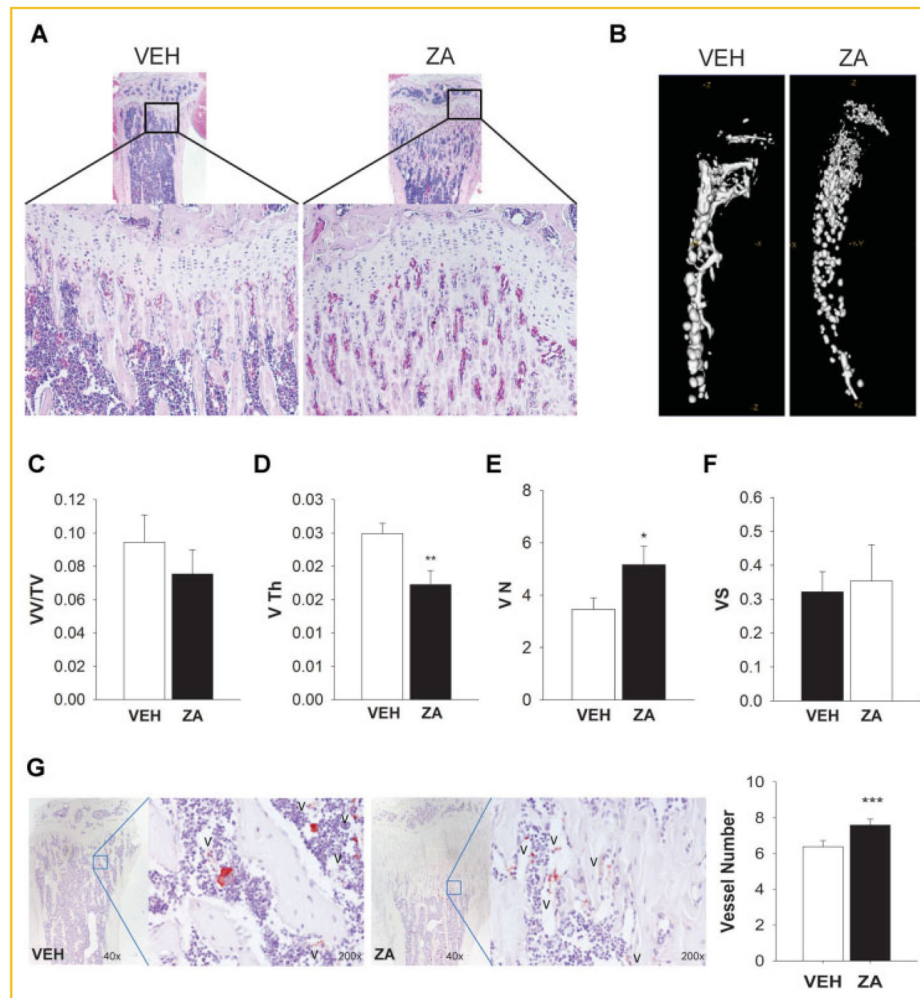 A
VEH
ZA
B
VEH
ZA
-Z
-Z
-X
X
-Y
-Z
+Z
C
VV/TV
0.12
0.10
0.08
0.06
0.04
0.02
0.00
VEH
ZA
D
V Th
0.03
0.02
0.02
0.01
0.01
0.00
**
VEH
ZA
E
V N
8
6
4
2
0
*
VEH
ZA
F
VS
0.6
0.5
0.4
0.3
0.2
0.1
0.0
VEH
ZA
G
V
V
V
V
V
VEH
40x
200x
V
V
V
V
V
ZA
40x
200x
Vessel Number
10
8
6
4
2
0
***
VEH
ZA